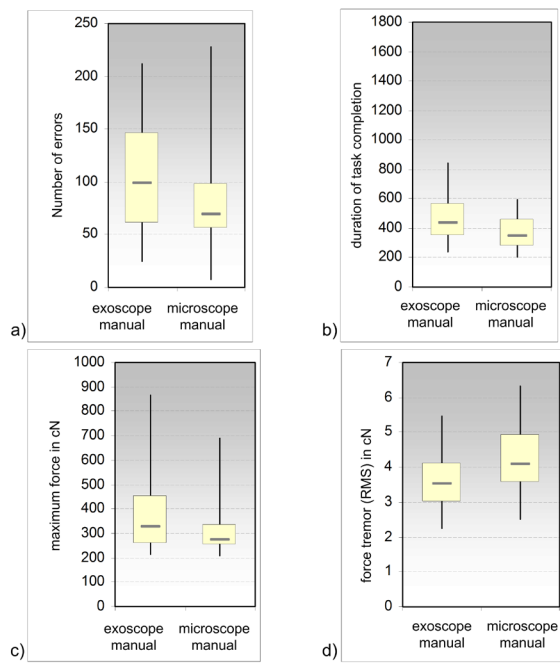 250
200
150
100
50
0
Number of errors
exoscope manual
microscope manual
a)
1800
1600
1400
1200
1000
800
600
400
200
0
duration of task completion
exoscope manual
microscope manual
b)
1000
900
800
700
600
500
400
300
200
100
0
maximum force in cN
exoscope manual
microscope manual
c)
7
6
5
4
3
2
1
0
force tremor (RMS) in cN
exoscope manual
microscope manual
d)